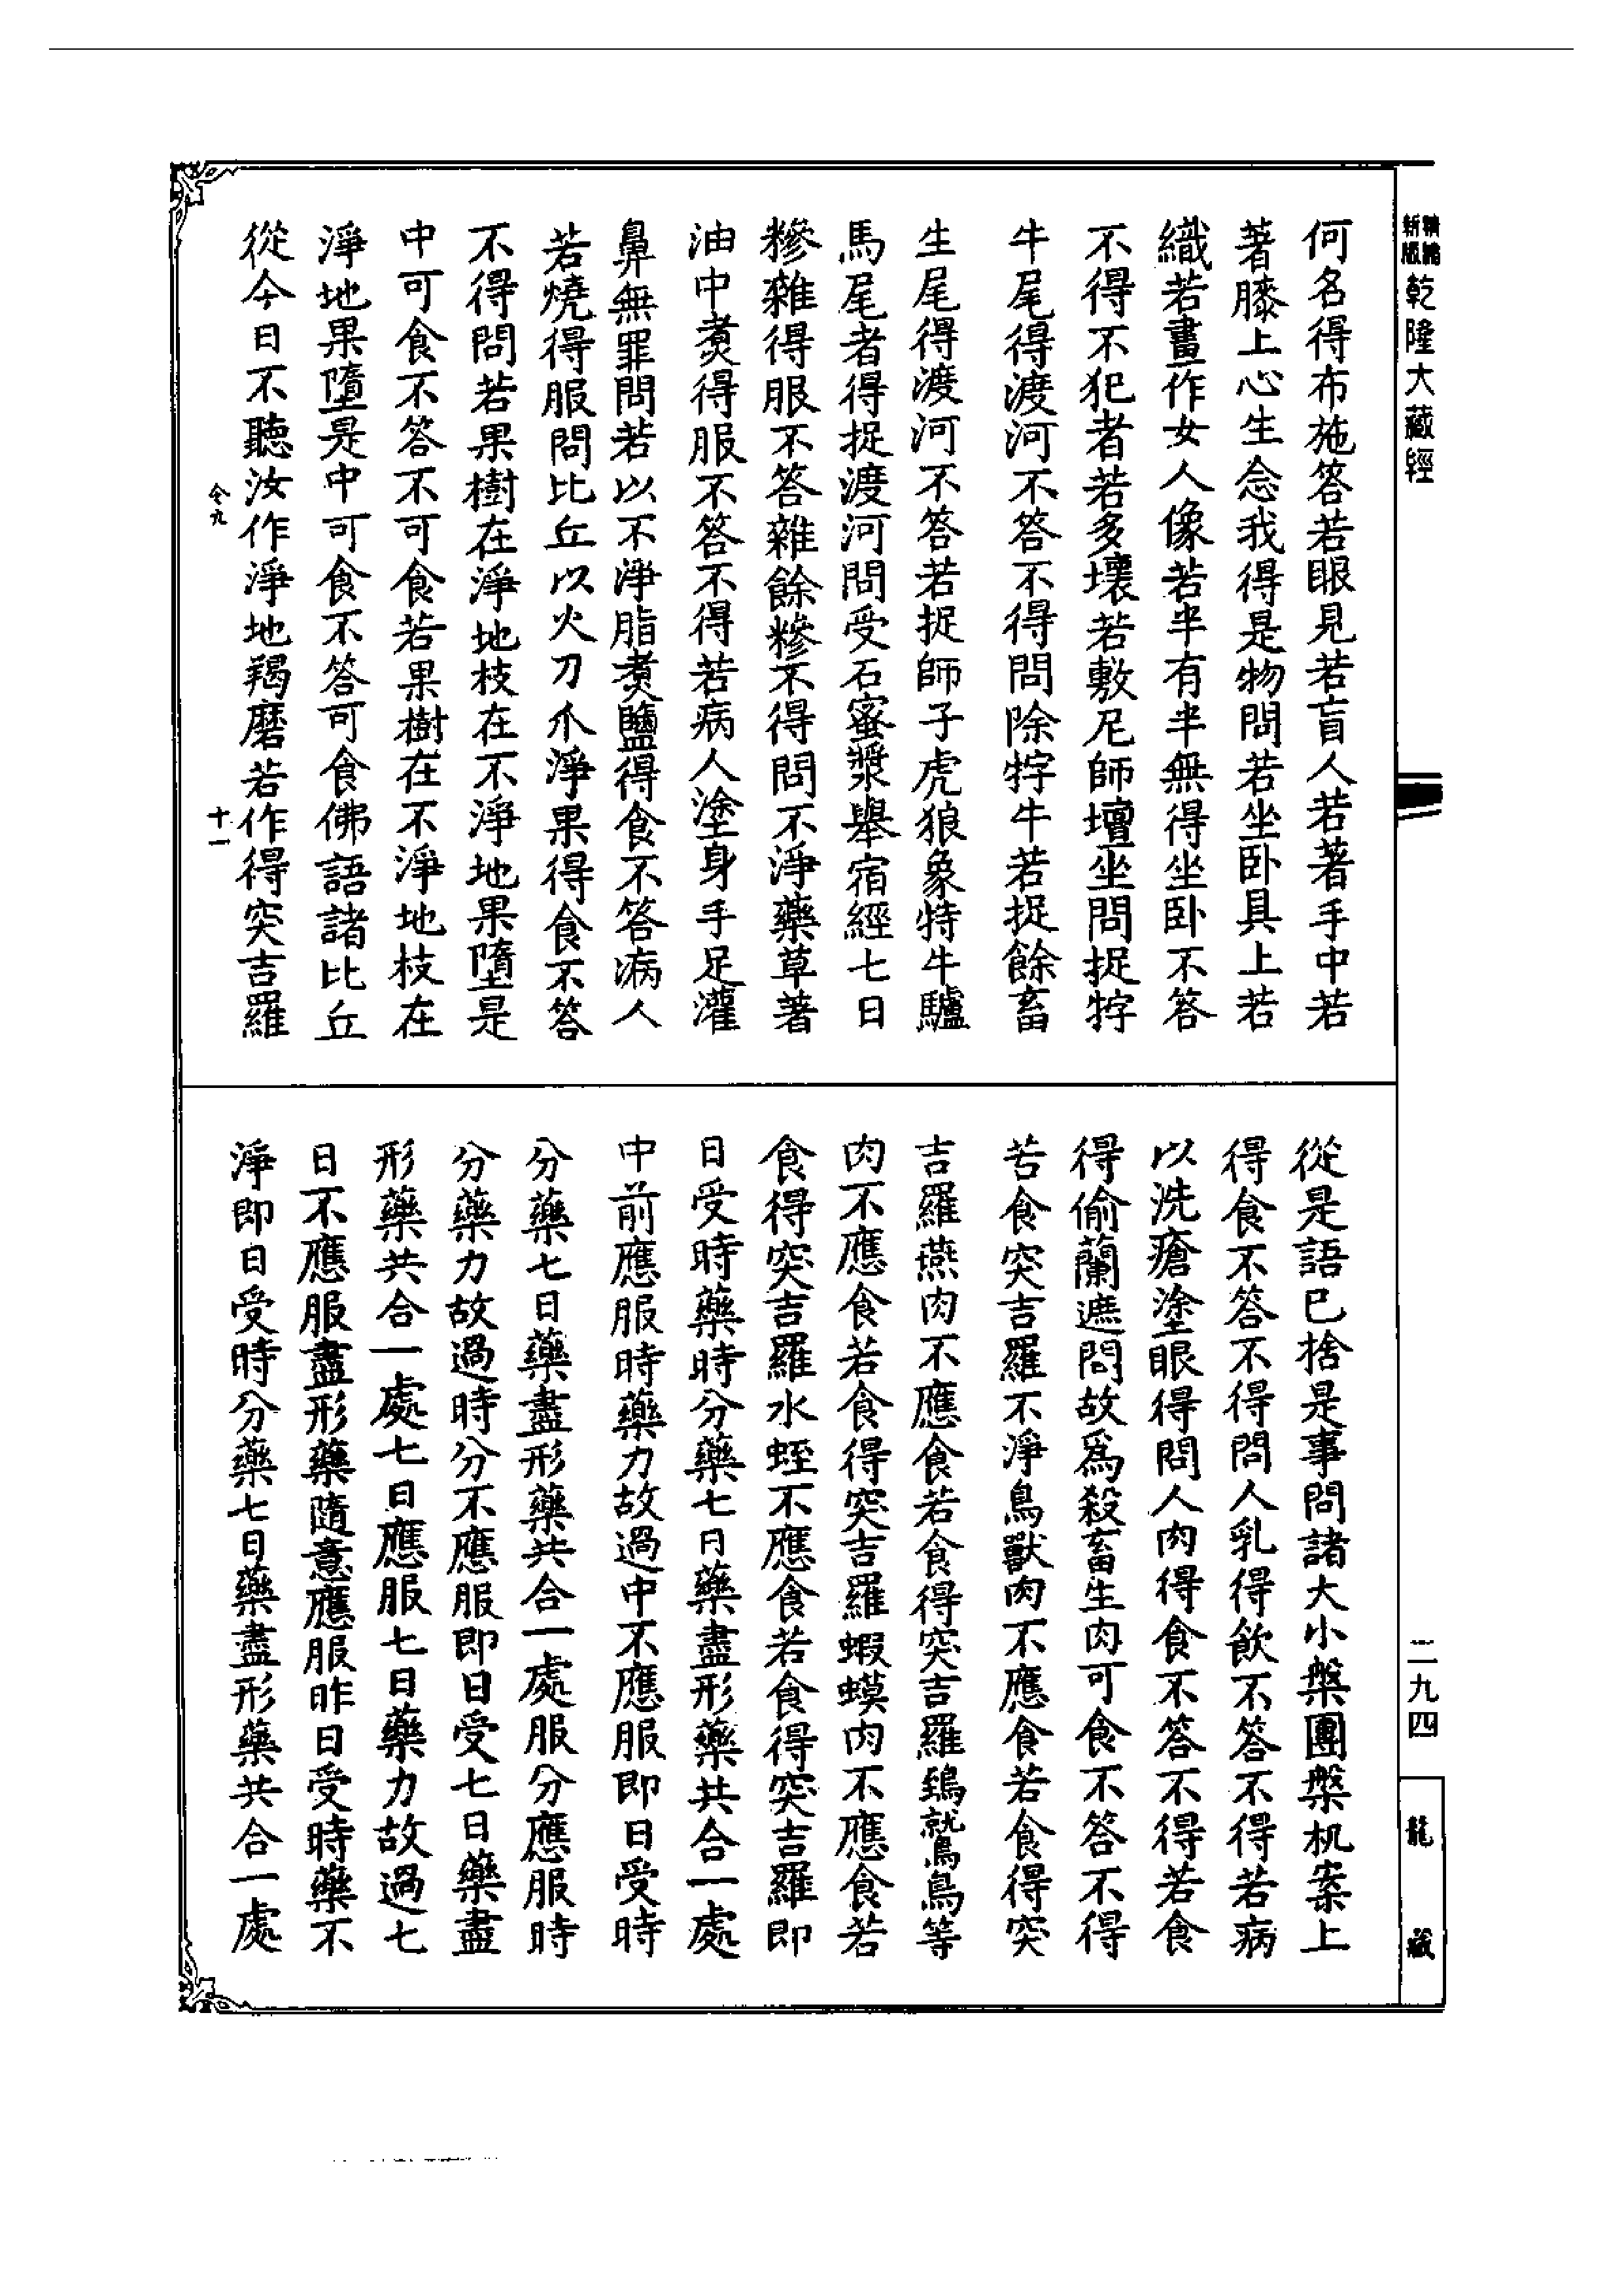 精編
新版
乾隆大藏經
何名得布施答若眼見若盲人若著手中若
著膝上心生念我得是物問若坐卧具上若
織若畫作女人像若半有半無得坐卧不答
不得不犯者若多壞若敷尼師壇坐問捉牸
牛尾得渡河不答不得問除牸牛若捉餘畜
生尾得渡河不答若捉師子虎狼象特牛驢
馬尾者得捉渡河問受石蜜漿舉宿經七日
糝雜得服不答雜餘糝不得問不淨藥草著
油中煑得服不答不得若病人塗身手足灌
鼻無罪問若以不淨脂煑鹽得食不答病人
若燒得服問比丘以火刀爪淨果得食不答
不得問若果樹在淨地枝在不淨地果墮是
中可食不答不可食若果樹在不淨地枝在
淨地果墮是中可食不答可食佛語諸比丘
從今日不聽汝作淨地羯磨若作得突吉羅
令九
十一
從是語已捨是事問諸大小槃團槃机案上
得食不答不得問人乳得飲不答不得若病
以洗瘡塗眼得問人肉得食不答不得若食
得偷蘭遮問故爲殺畜生肉可食不答不得
若食突吉羅不淨鳥獸肉不應食若食得突
吉羅燕肉不應食若食得突吉羅鵄鷲鳥等
肉不應食若食得突吉羅蝦蟆肉不應食若
食得突吉羅水蛭不應食若食得突吉羅即
日受時藥時分藥七日藥盡形藥共合一處
中前應服時藥力故過中不應服即日受時
分藥七日藥盡形藥共合一處服分應服時
分藥力故過時分不應服即日受七日藥盡
形藥共合一處七日應服七日藥力故過七
日不應服盡形藥隨意應服昨日受時藥不
淨即日受時分藥七日藥盡形藥共合一處
二九四
龍藏